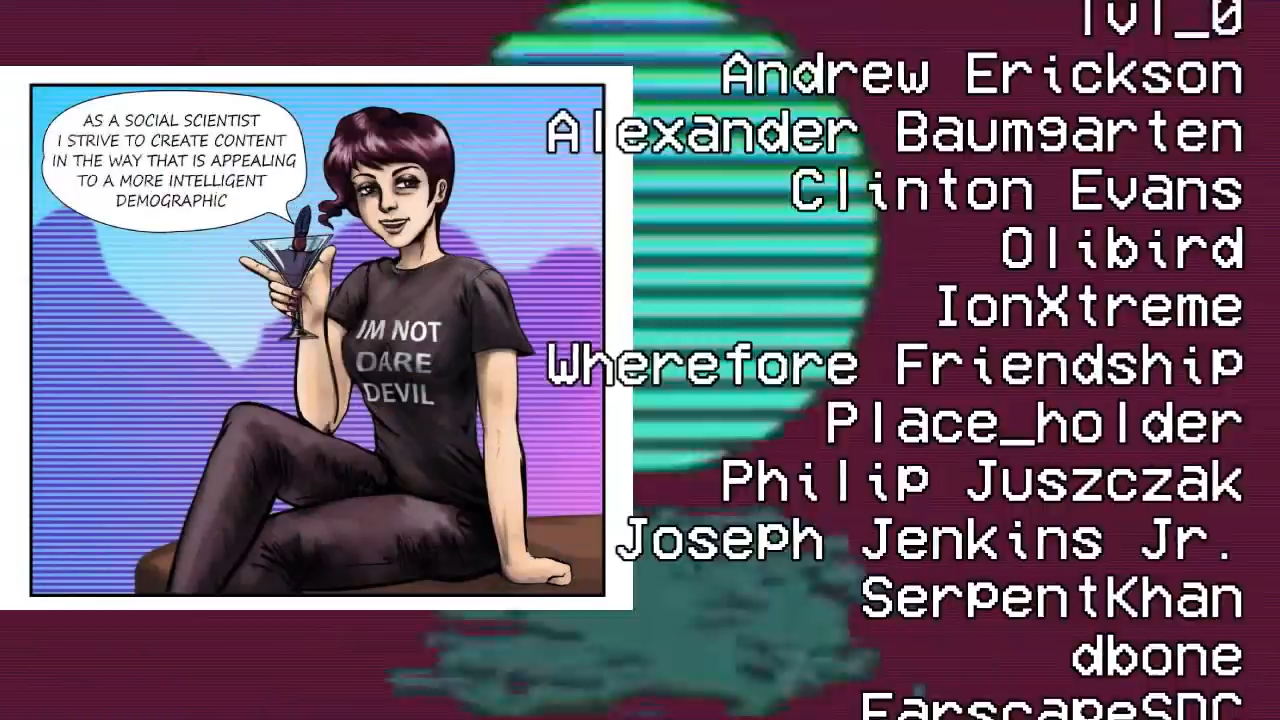 AS A SOCIAL SCIENTIST
I STRIVE TO CREATE CONTENT
IN THE WAY THAT IS APPEALING
TO A MORE INTELLIGENT
DEMOGRAPHIC
IM NOT
DARE
DEVIL
lvl_0
Andrew Erickson
Alexander Baumgarten
Clinton Evans
Olibird
IonXtreme
Wherefore Friendship
Place_holder
Philip Juszczak
Joseph Jenkins Jr.
SerpentKhan
dbone
FarscapeSDC